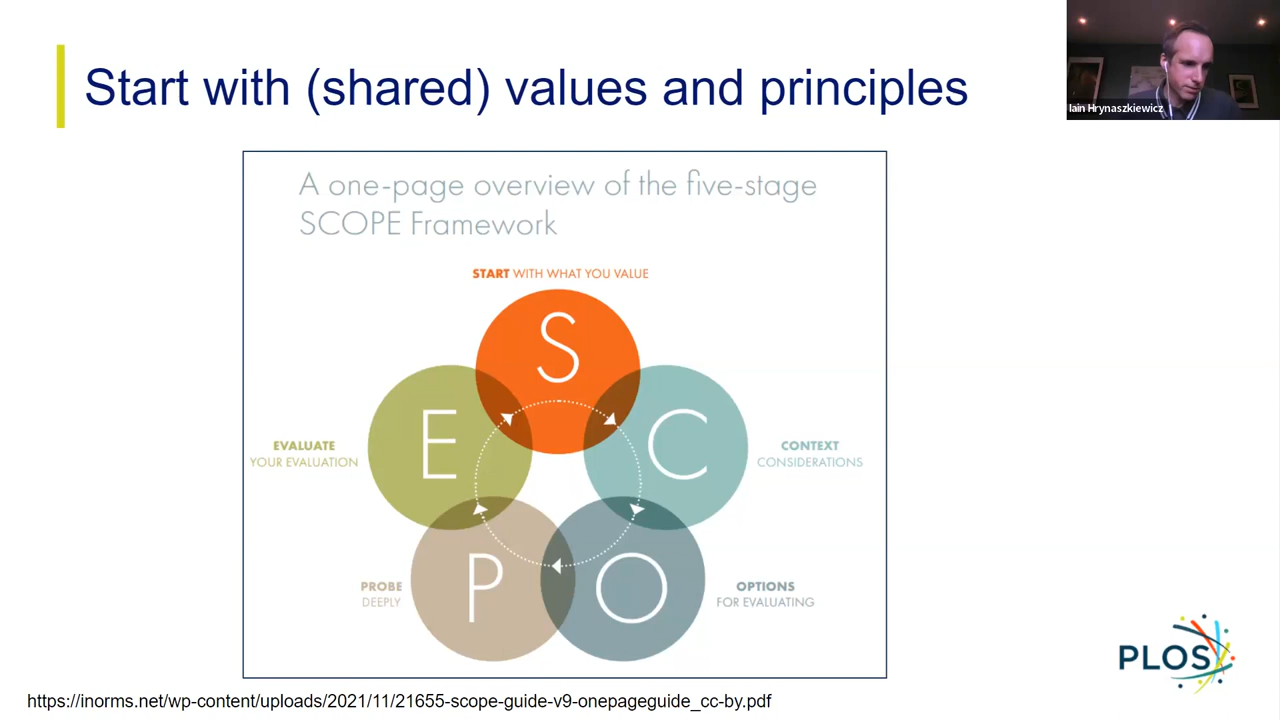 Start with (shared) values and principles
Iain Hrynaszkiewicz
A one-page overview of the five-stage
SCOPE Framework
START WITH WHAT YOU VALUE
S
E
C
EVALUATE
YOUR EVALUATION
CONTEXT
CONSIDERATIONS
P
O
PROBE
DEEPLY
OPTIONS
FOR EVALUATING
PLOS
https://inorms.net/wp-content/uploads/2021/11/21655-scope-guide-v9-onepageguide_cc-by.pdf